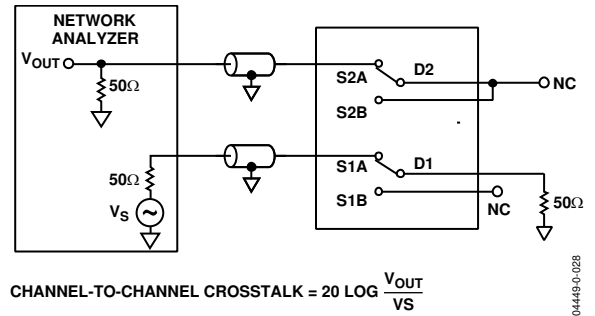 NETWORK
ANALYZER
VOUT
50Ω
S2A
D2
NC
S2B
50Ω
S1A
D1
VS
S1B
NC
50Ω
CHANNEL-TO-CHANNEL CROSSTALK = 20 LOG VOUT/VS
04449-0-028